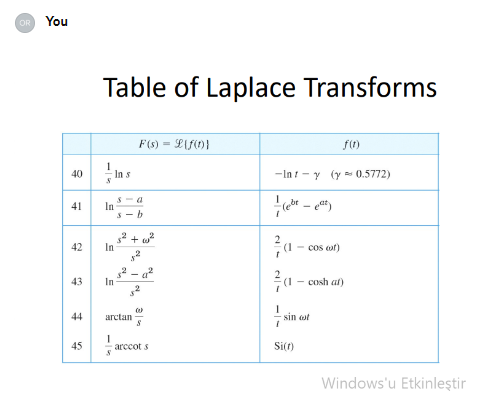 OR You
Table of Laplace Transforms
F(s) = ℒ{f(t)} f(t)
40 1/s ln s −ln t − γ (γ ≈ 0.5772)
41 ln (s − a)/(s − b) 1/t (e^bt − e^at)
42 ln (s² + ω²)/s² 2/t (1 − cos ωt)
43 ln (s² − a²)/s² 2/t (1 − cosh at)
44 arctan ω/s 1/t sin ωt
45 1/s arccot s Si(t)
Windows'u Etkinleştir